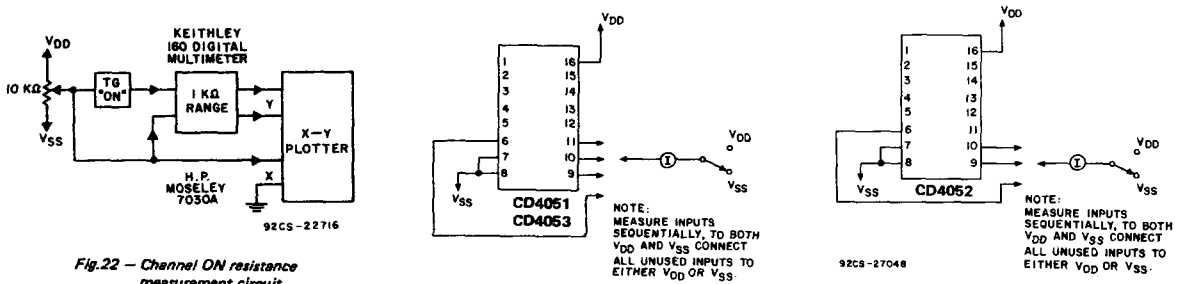 VDD
10 KΩ
VSS
TG
"ON"
KEITHLEY
160 DIGITAL
MULTIMETER
1 KΩ
RANGE
Y
X—Y
PLOTTER
X
H.P.
MOSELEY
7030A
92CS-22716
Fig.22 — Channel ON resistance
measurement circuit
VDD
1 16
2 15
3 14
4 13
5 12
6 11
7 10
8 9
VSS
CD4051
CD4053
I
VDD
VSS
NOTE:
MEASURE INPUTS
SEQUENTIALLY, TO BOTH
VDD AND VSS CONNECT
ALL UNUSED INPUTS TO
EITHER VDD OR VSS.
VDD
1 16
2 15
3 14
4 13
5 12
6 11
7 10
8 9
VSS
CD4052
I
VDD
VSS
92CS-27048
NOTE:
MEASURE INPUTS
SEQUENTIALLY, TO BOTH
VDD AND VSS CONNECT
ALL UNUSED INPUTS TO
EITHER VDD OR VSS.